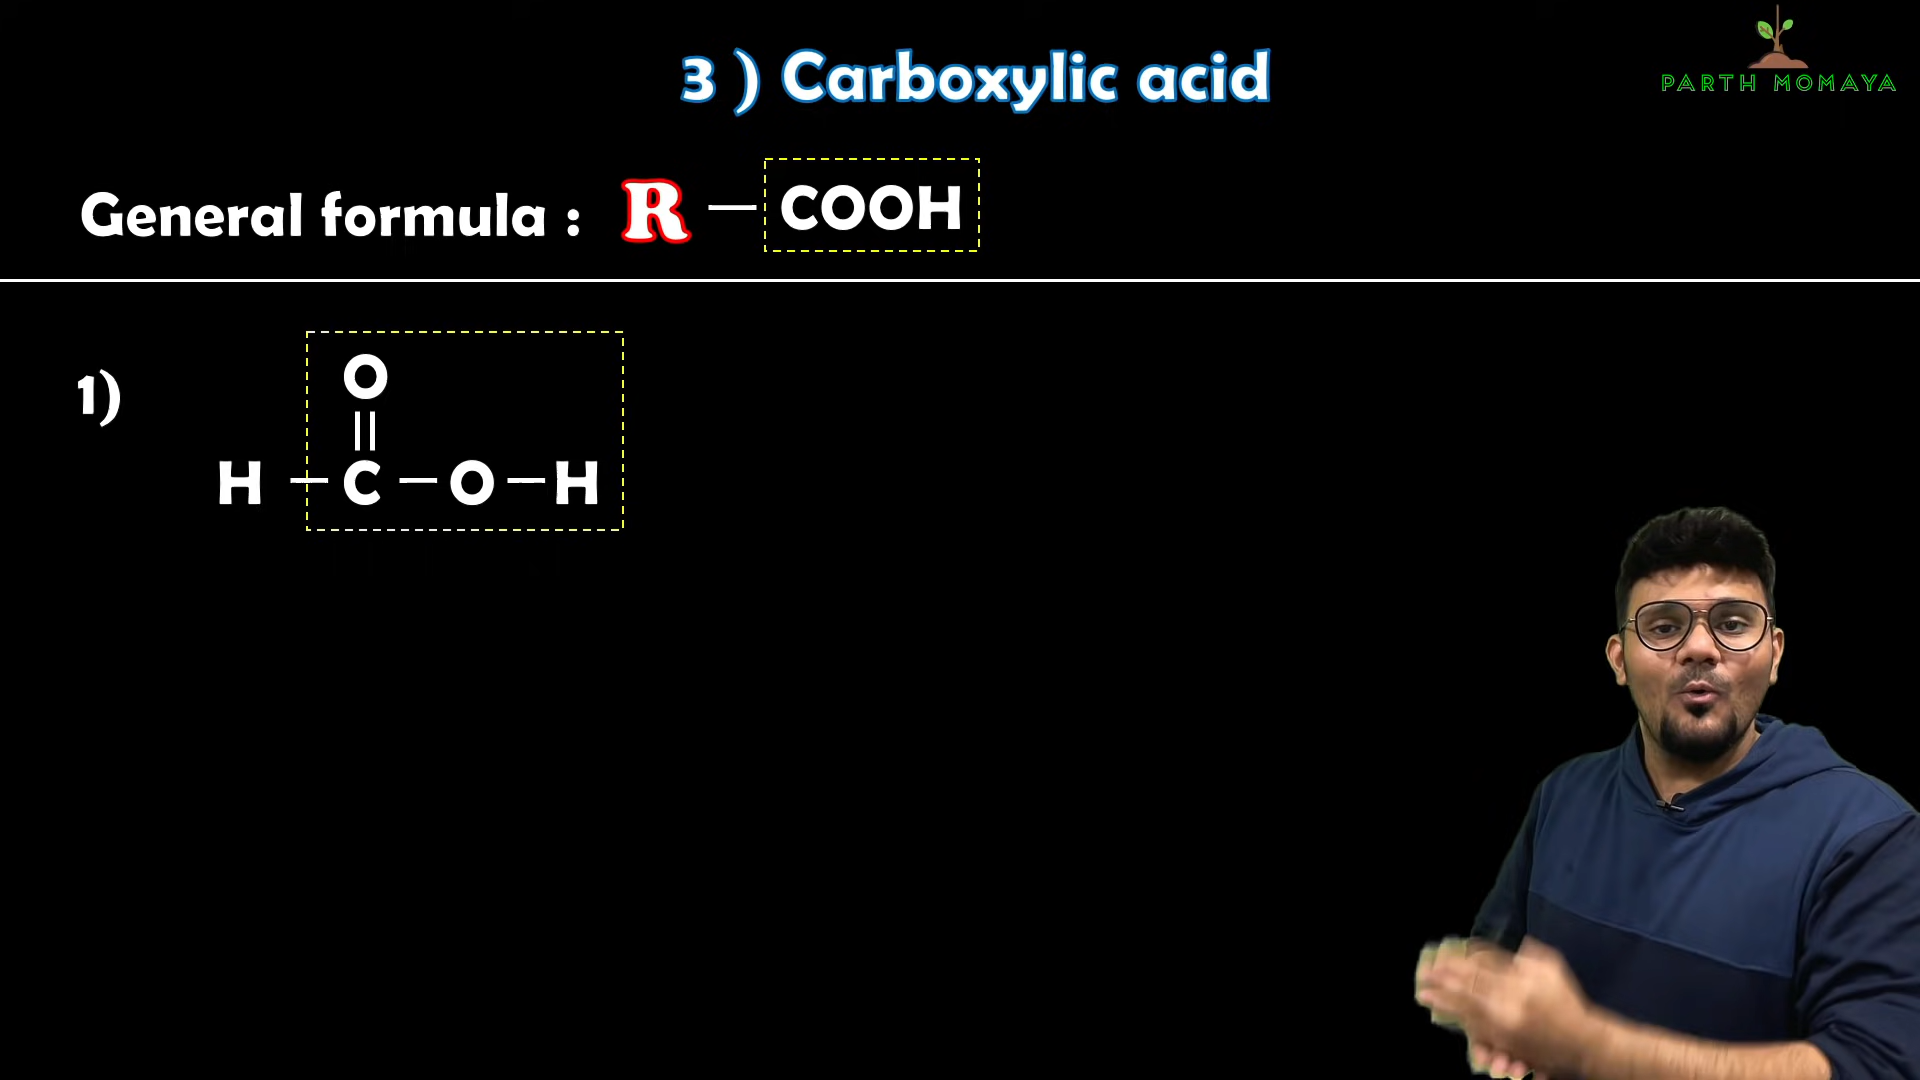 3 ) Carboxylic acid
PARTH MOMAYA
General formula : R — COOH
1)
O
||
H — C — O — H